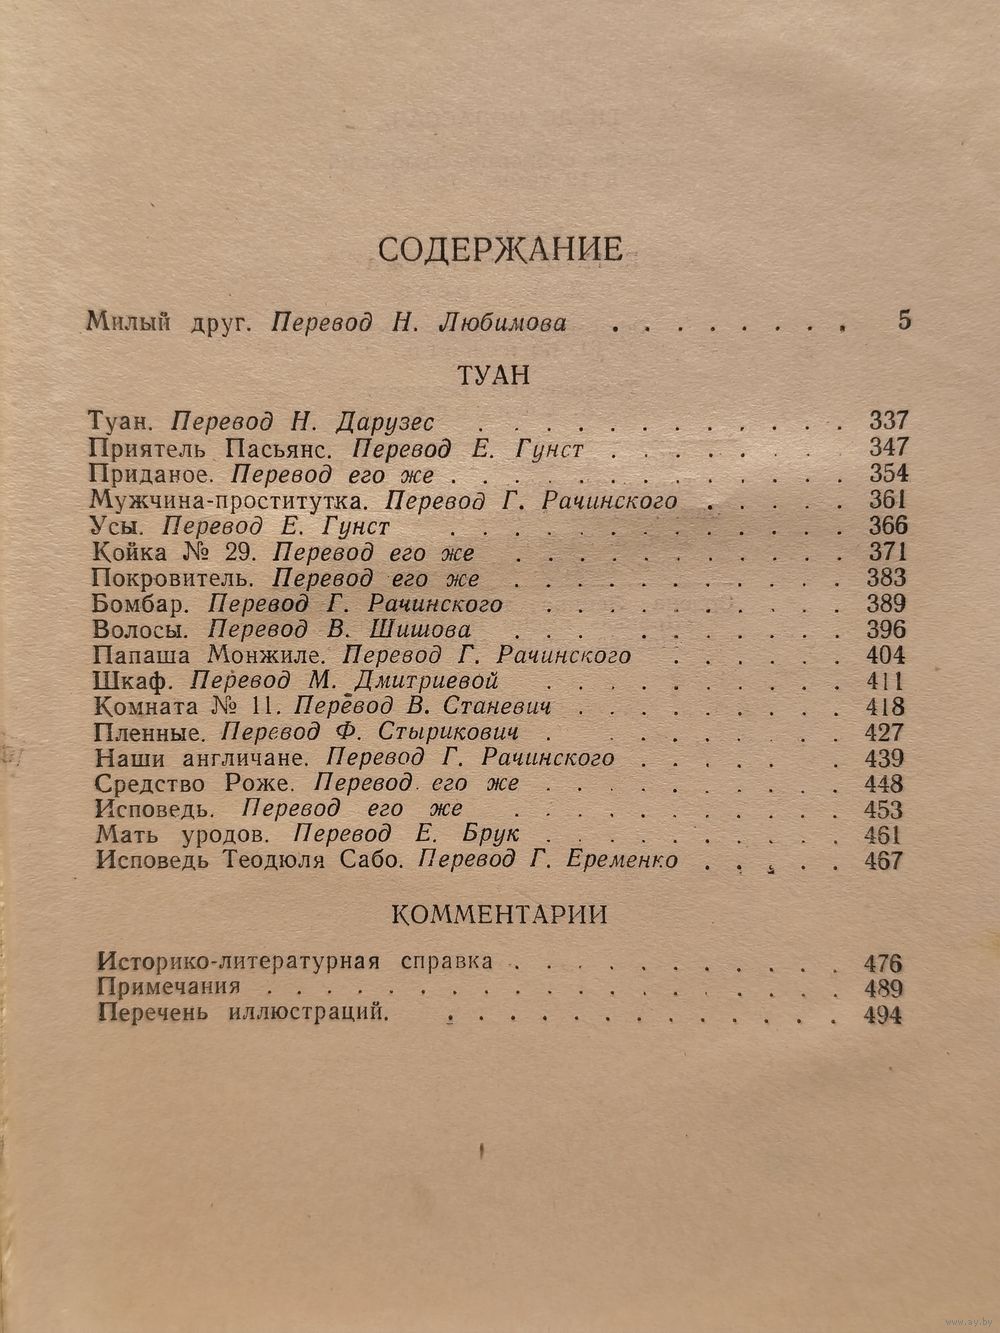 СОДЕРЖАНИЕ
Милый друг. Перевод Н. Любимова . . . . . . . . 5
ТУАН
Туан. Перевод Н. Дарузес . . . . . . . . . . . . 337
Приятель Пасьянс. Перевод Е. Гунст . . . . . . . . 347
Приданое. Перевод его же . . . . . . . . . . . . . 354
Мужчина-проститутка. Перевод Г. Рачинского . . . . . 361
Усы. Перевод Е. Гунст . . . . . . . . . . . . . 366
Койка № 29. Перевод его же . . . . . . . . . . . 371
Покровитель. Перевод его же . . . . . . . . . . . 383
Бомбар. Перевод Г. Рачинского . . . . . . . . . . 389
Волосы. Перевод В. Шишова . . . . . . . . . . 396
Папаша Монжиле. Перевод Г. Рачинского . . . . . . 404
Шкаф. Перевод М. Дмитриевой . . . . . . . . . . 411
Комната № 11. Перевод В. Станевич . . . . . . . . . 418
Пленные. Перевод Ф. Стырикович . . . . . . . . . 427
Наши англичане. Перевод Г. Рачинского . . . . . . 439
Средство Роже. Перевод его же . . . . . . . . . . 448
Исповедь. Перевод его же . . . . . . . . . . . 453
Мать уродов. Перевод Е. Брук . . . . . . . . . . 461
Исповедь Теодюля Сабо. Перевод Г. Еременко . . . . . 467
КОММЕНТАРИИ
Историко-литературная справка . . . . . . . . . . . 476
Примечания . . . . . . . . . . . . . . . . . . . 489
Перечень иллюстраций. . . . . . . . . . . . . . 494
www.ay.by